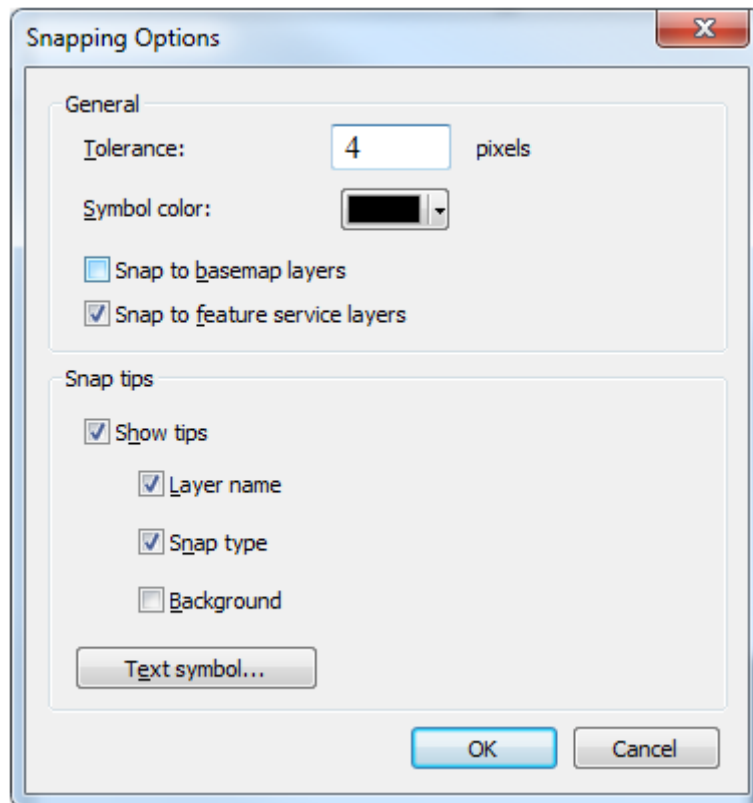 Snapping Options
General
Tolerance: 4 pixels
Symbol color:
Snap to basemap layers
Snap to feature service layers
Snap tips
Show tips
Layer name
Snap type
Background
Text symbol...
OK Cancel